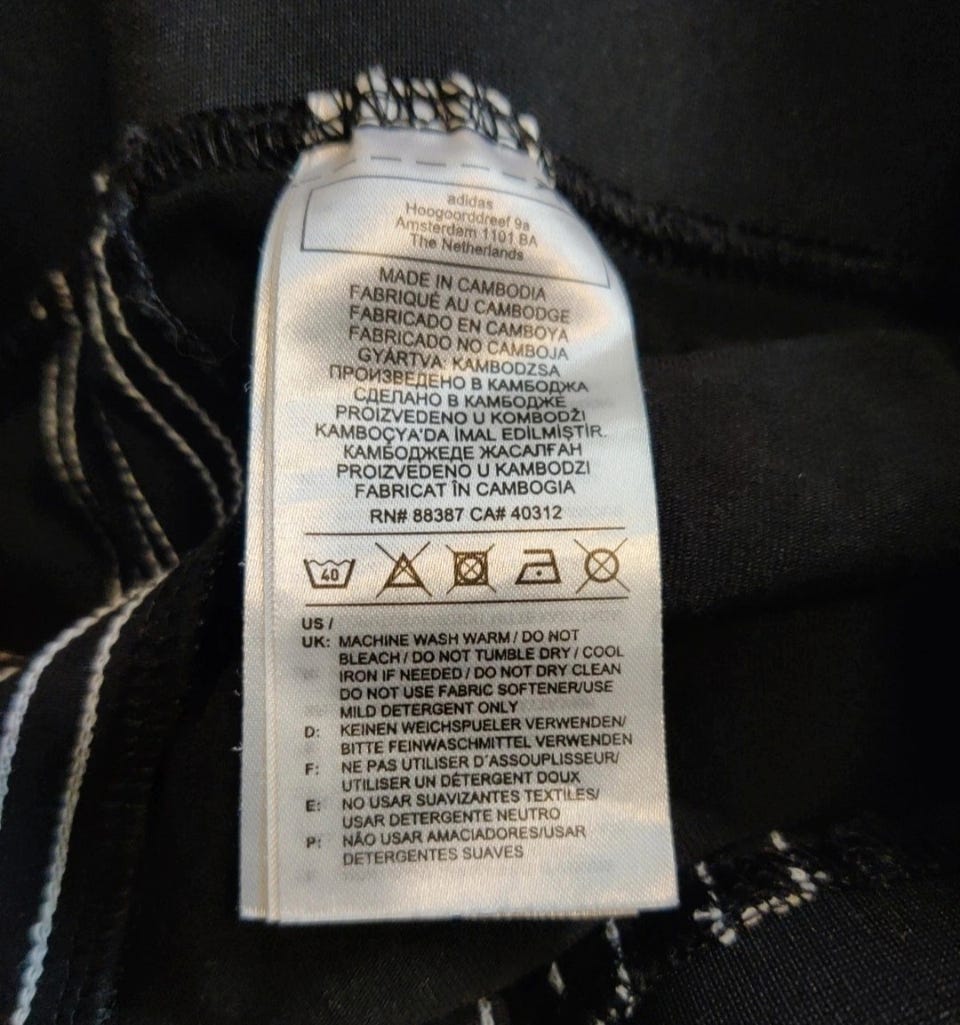 adidas
Hoogoorddreef 9a
Amsterdam 1101 BA
The Netherlands
MADE IN CAMBODIA
FABRIQUÉ AU CAMBODGE
FABRICADO EN CAMBOYA
FABRICADO NO CAMBOJA
GYÁRTVA: KAMBODZSA
ПРОИЗВЕДЕНО В КАМБОДЖА
СДЕЛАНО В КАМБОДЖЕ
PROIZVEDENO U KOMBODŽI
KAMBOÇYA'DA İMAL EDİLMİŞTİR.
КАМБОДЖЕДЕ ЖАСАЛҒАН
PROIZVEDENO U KAMBODZI
FABRICAT ÎN CAMBOGIA
RN# 88387 CA# 40312
40
US /
UK: MACHINE WASH WARM / DO NOT
BLEACH / DO NOT TUMBLE DRY / COOL
IRON IF NEEDED / DO NOT DRY CLEAN
DO NOT USE FABRIC SOFTENER/USE
MILD DETERGENT ONLY
D: KEINEN WEICHSPUELER VERWENDEN/
BITTE FEINWASCHMITTEL VERWENDEN
F: NE PAS UTILISER D'ASSOUPLISSEUR/
UTILISER UN DÉTERGENT DOUX
E: NO USAR SUAVIZANTES TEXTILES/
USAR DETERGENTE NEUTRO
P: NÃO USAR AMACIADORES/USAR
DETERGENTES SUAVES